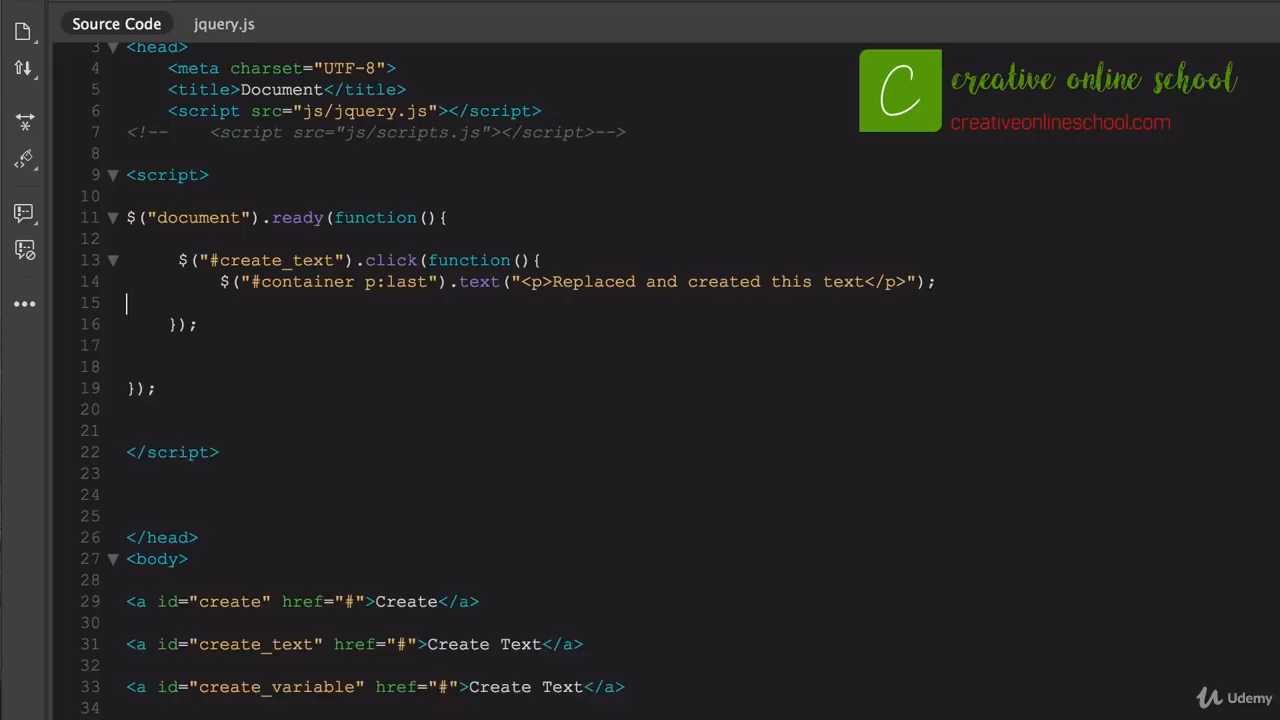 Source Code jquery.js
3 <head>
4 <meta charset="UTF-8">
5 <title>Document</title>
6 <script src="js/jquery.js"></script>
7 <!-- <script src="js/scripts.js"></script>-->
8
9 <script>
10
11 $("document").ready(function(){
12
13 $("#create_text").click(function(){
14 $("#container p:last").text("<p>Replaced and created this text</p>");
15
16 });
17
18
19 });
20
21
22 </script>
23
24
25
26 </head>
27 <body>
28
29 <a id="create" href="#">Create</a>
30
31 <a id="create_text" href="#">Create Text</a>
32
33 <a id="create_variable" href="#">Create Text</a>
34
C creative online school
creativeonlineschool.com
Udemy